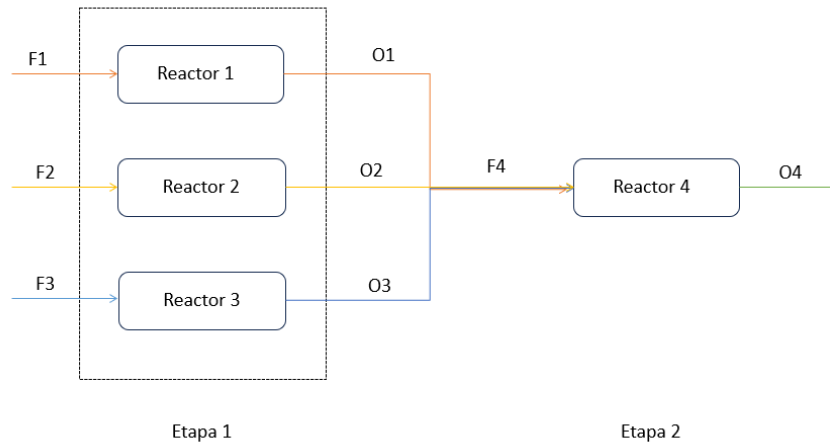 F1
Reactor 1
O1
F2
Reactor 2
O2
F4
Reactor 4
O4
F3
Reactor 3
O3
Etapa 1
Etapa 2